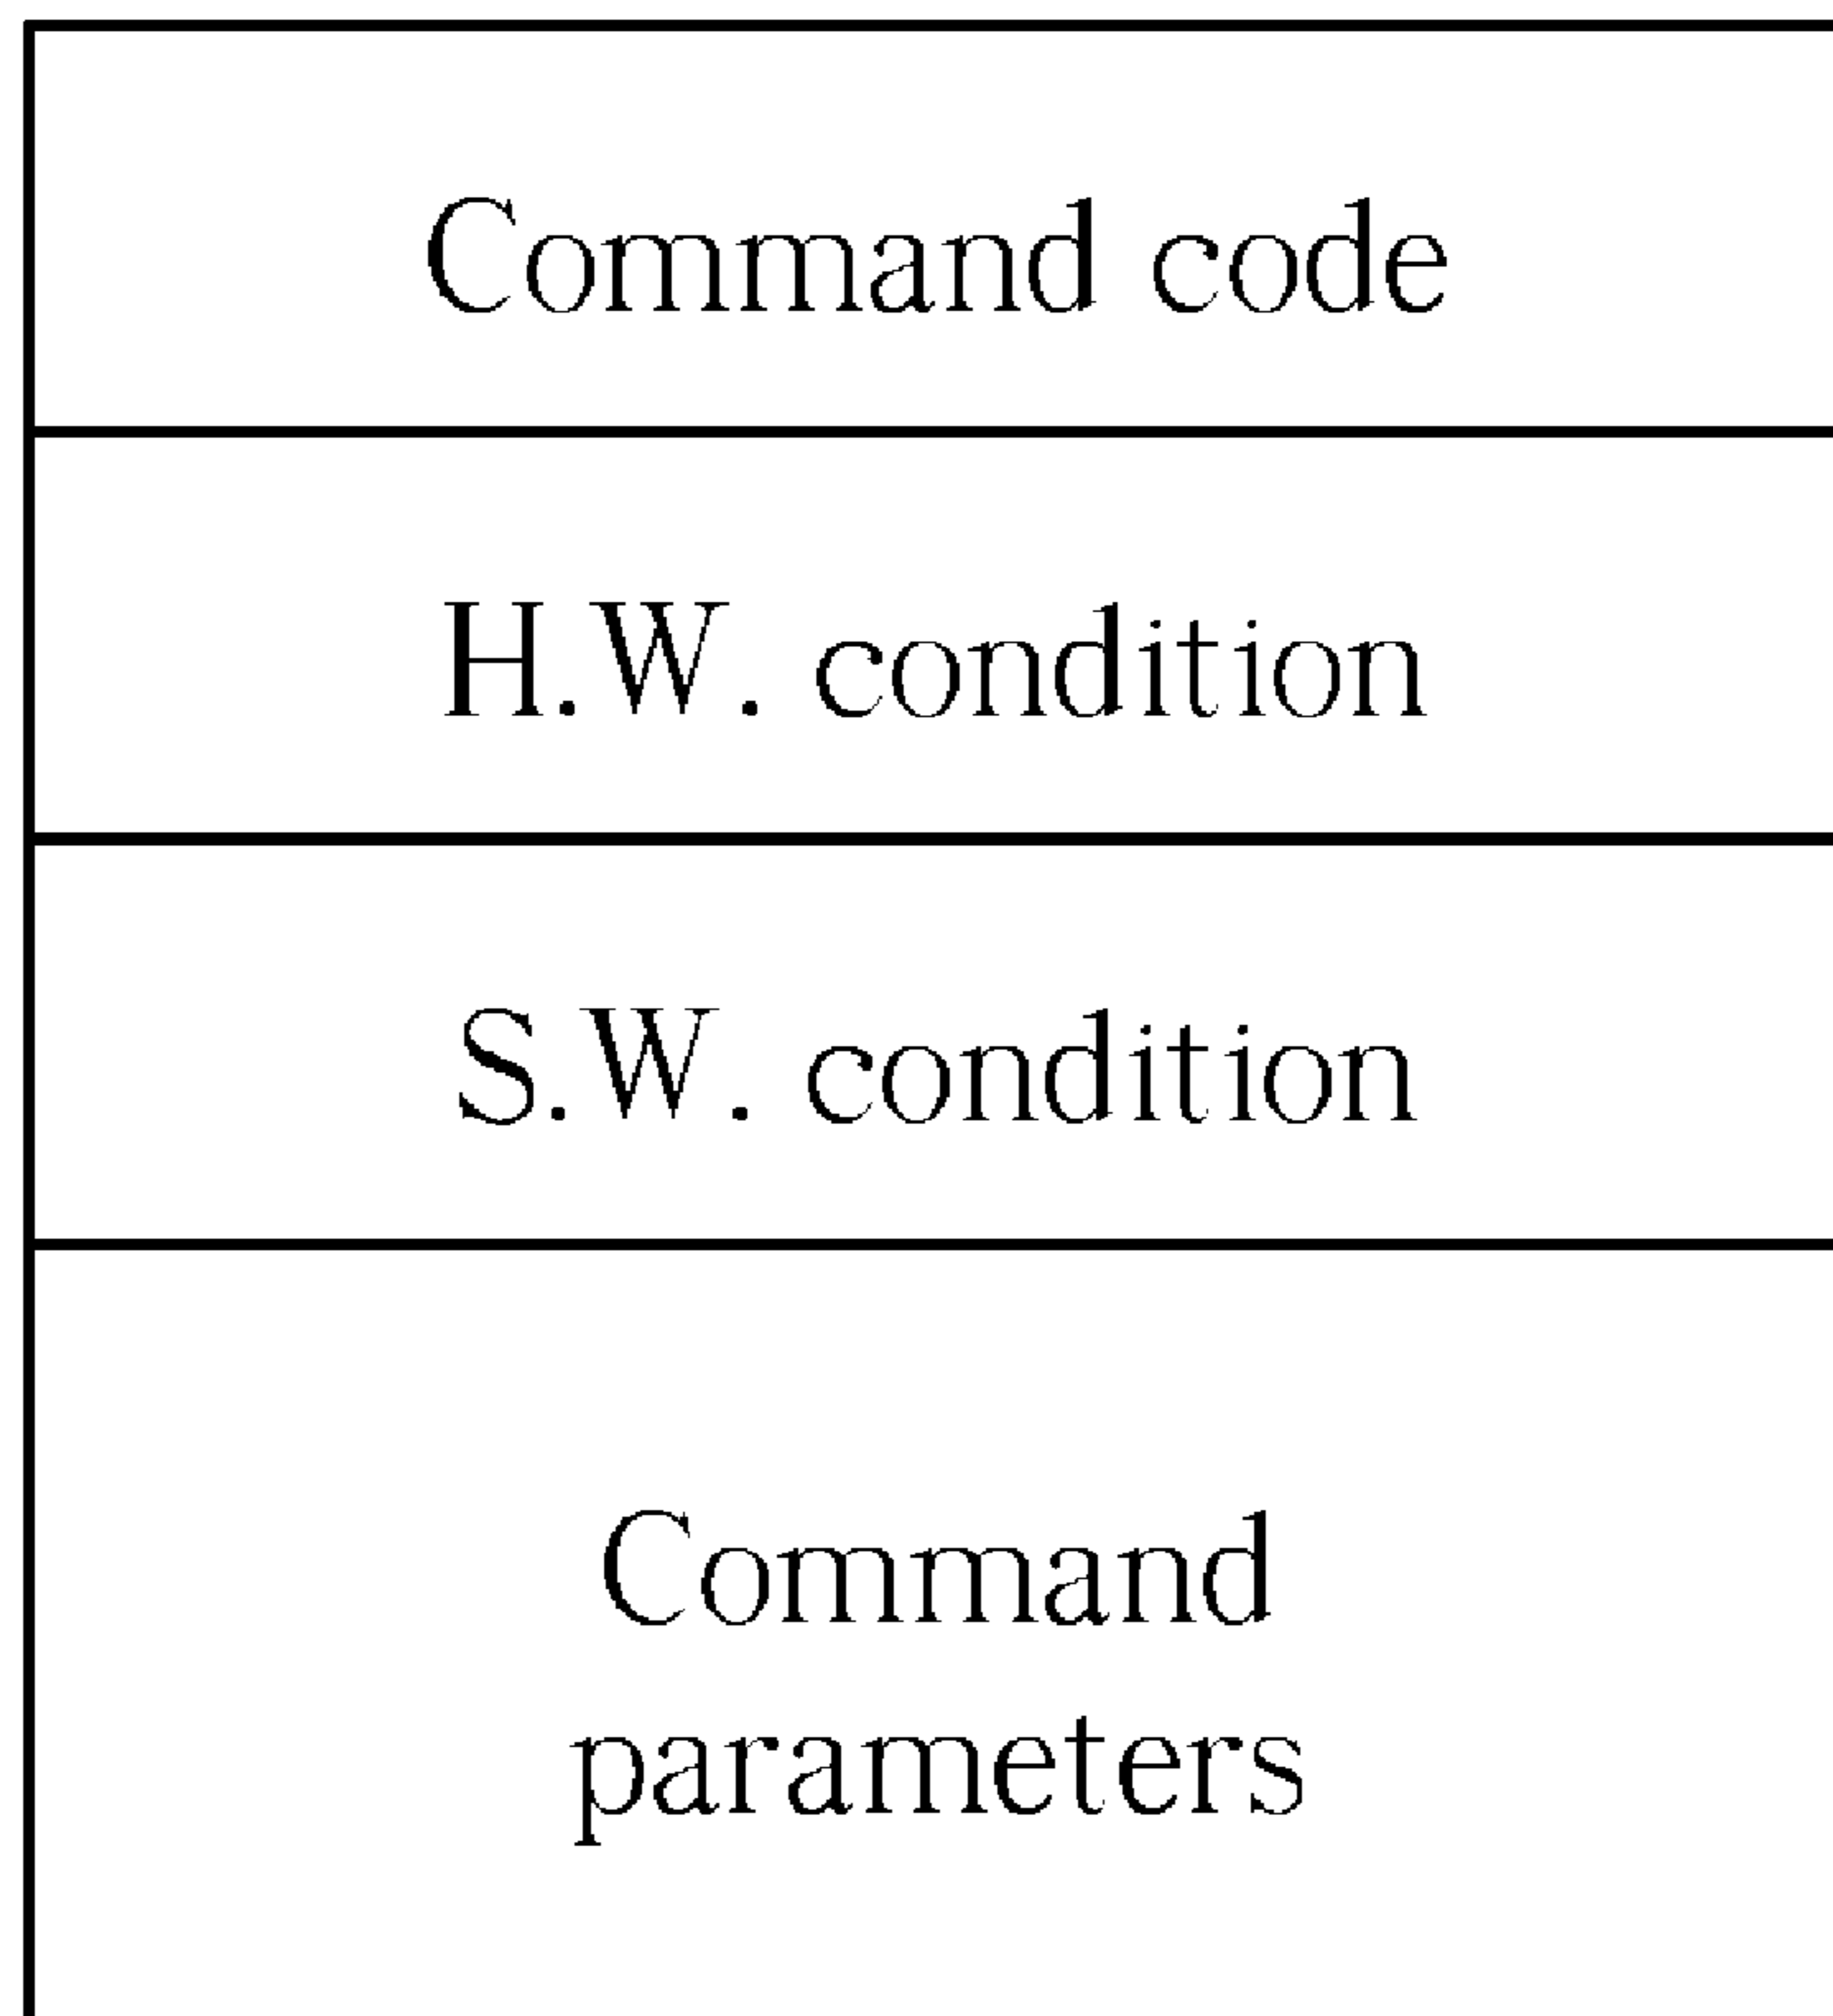 Command code
H.W. condition
S.W. condition
Command
parameters